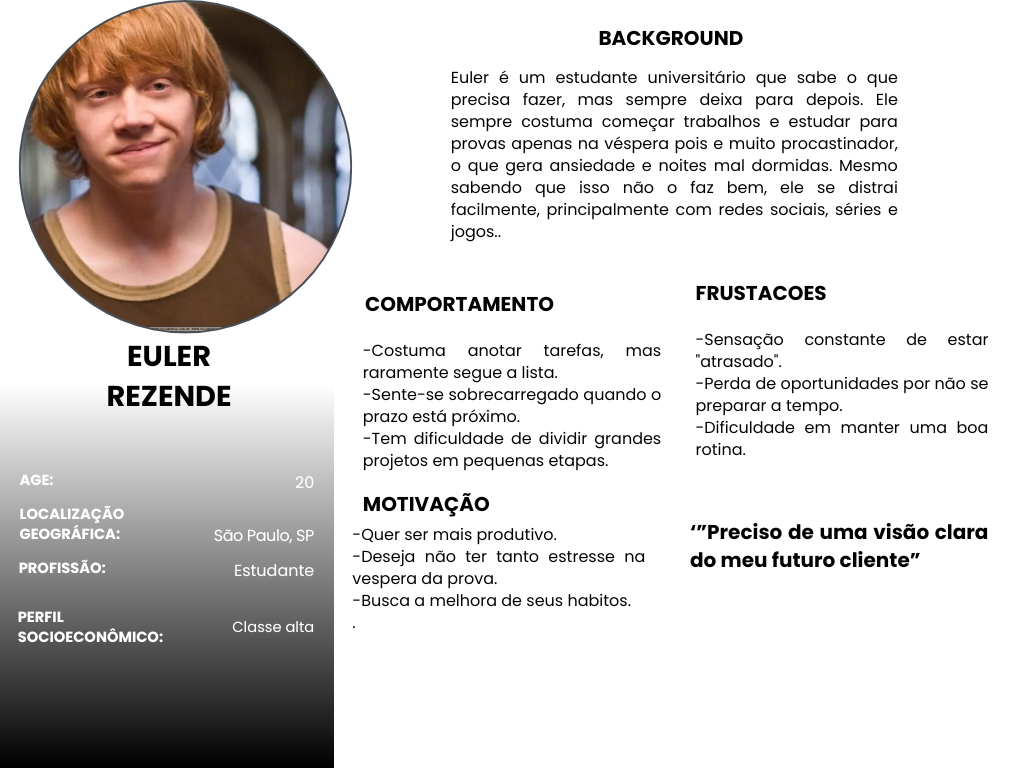 BACKGROUND
Euler é um estudante universitário que sabe o que
precisa fazer, mas sempre deixa para depois. Ele
sempre costuma começar trabalhos e estudar para
provas apenas na véspera pois e muito procastinador,
o que gera ansiedade e noites mal dormidas. Mesmo
sabendo que isso não o faz bem, ele se distrai
facilmente, principalmente com redes sociais, séries e
jogos..
EULER
REZENDE
AGE:
20
LOCALIZAÇÃO
GEOGRÁFICA:
São Paulo, SP
PROFISSÃO:
Estudante
PERFIL
SOCIOECONÔMICO:
Classe alta
COMPORTAMENTO
-Costuma anotar tarefas, mas
raramente segue a lista.
-Sente-se sobrecarregado quando o
prazo está próximo.
-Tem dificuldade de dividir grandes
projetos em pequenas etapas.
FRUSTACOES
-Sensação constante de estar
"atrasado".
-Perda de oportunidades por não se
preparar a tempo.
-Dificuldade em manter uma boa
rotina.
MOTIVAÇÃO
-Quer ser mais produtivo.
-Deseja não ter tanto estresse na
vespera da prova.
-Busca a melhora de seus habitos.
.
‘”Preciso de uma visão clara
do meu futuro cliente”